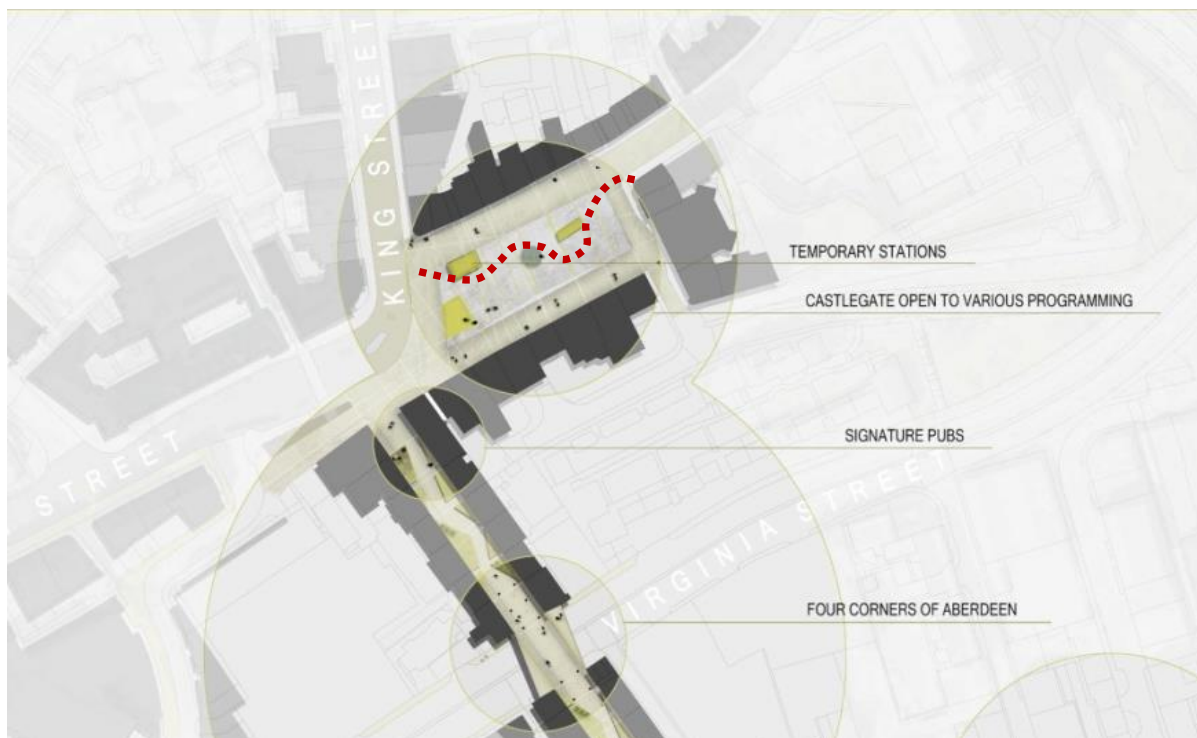 KING STREET
TEMPORARY STATIONS
CASTLEGATE OPEN TO VARIOUS PROGRAMMING
SIGNATURE PUBS
STREET
VIRGINIA STREET
FOUR CORNERS OF ABERDEEN